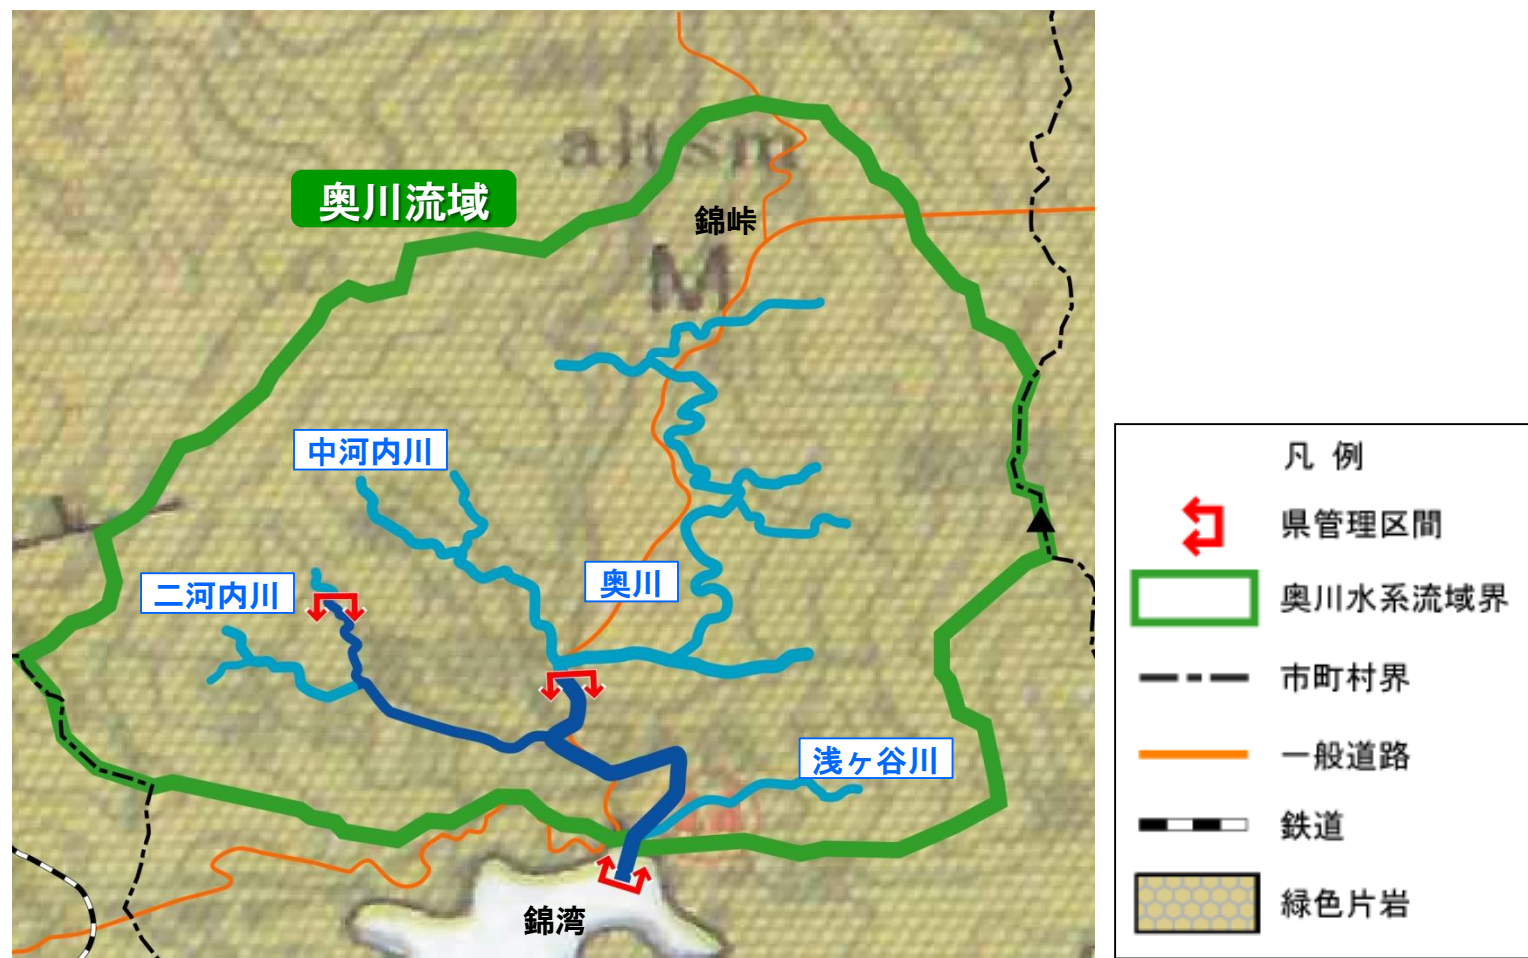 altsm
奥川流域
錦峠
M
中河内川
奥川
二河内川
浅ヶ谷川
錦湾
凡 例
県管理区間
奥川水系流域界
市町村界
一般道路
鉄道
緑色片岩